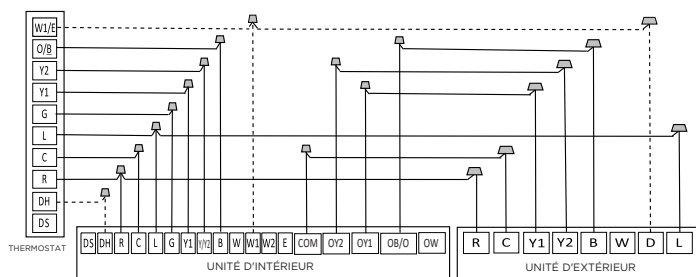 W1/E
O/B
Y2
Y1
G
L
C
R
DH
DS
THERMOSTAT
DS DH R C L G Y1 Y/Y2 B W W1 W2 E COM OY2 OY1 OB/O OW
UNITÉ D'INTÉRIEUR
R C Y1 Y2 B W D L
UNITÉ D'EXTÉRIEUR